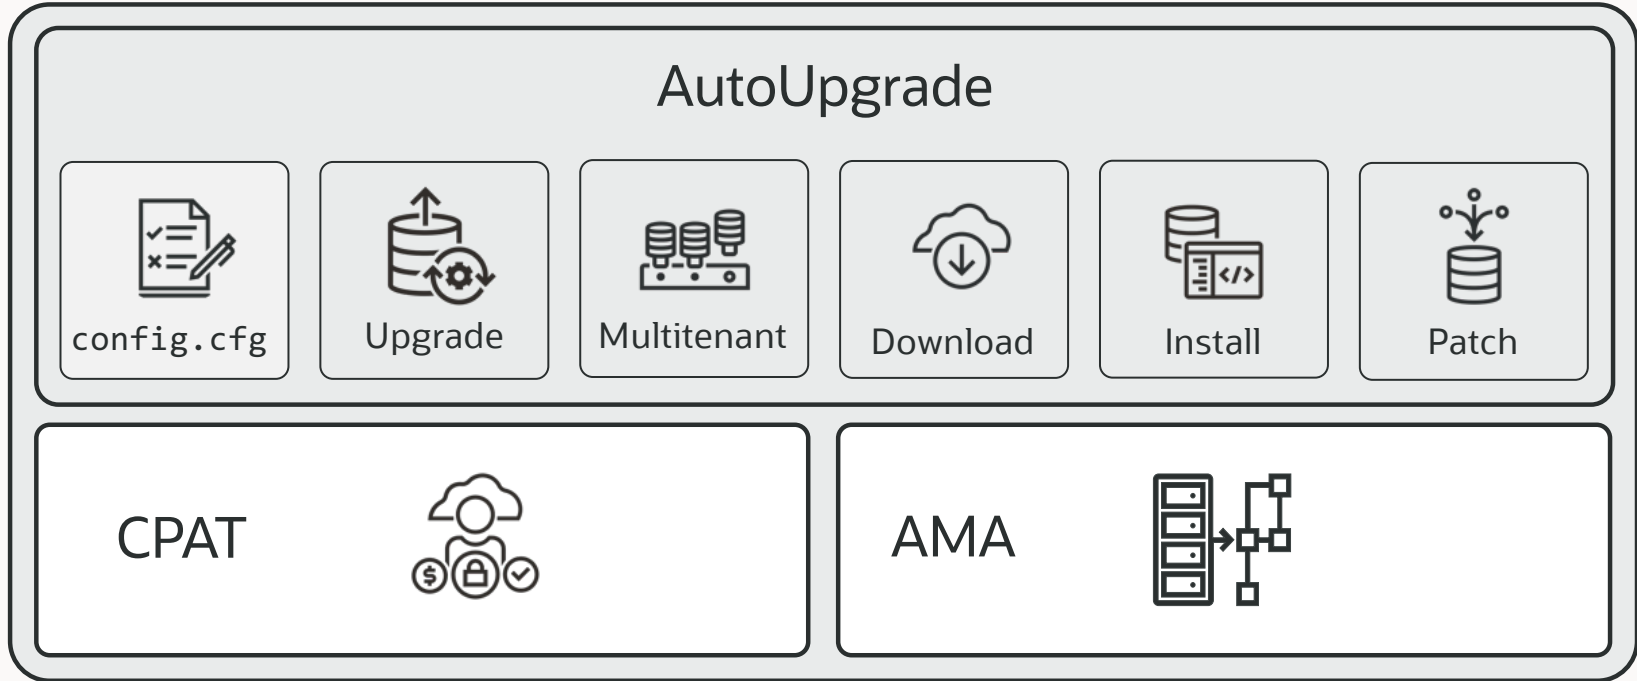 AutoUpgrade
config.cfg
Upgrade
Multitenant
Download
Install
Patch
CPAT
AMA